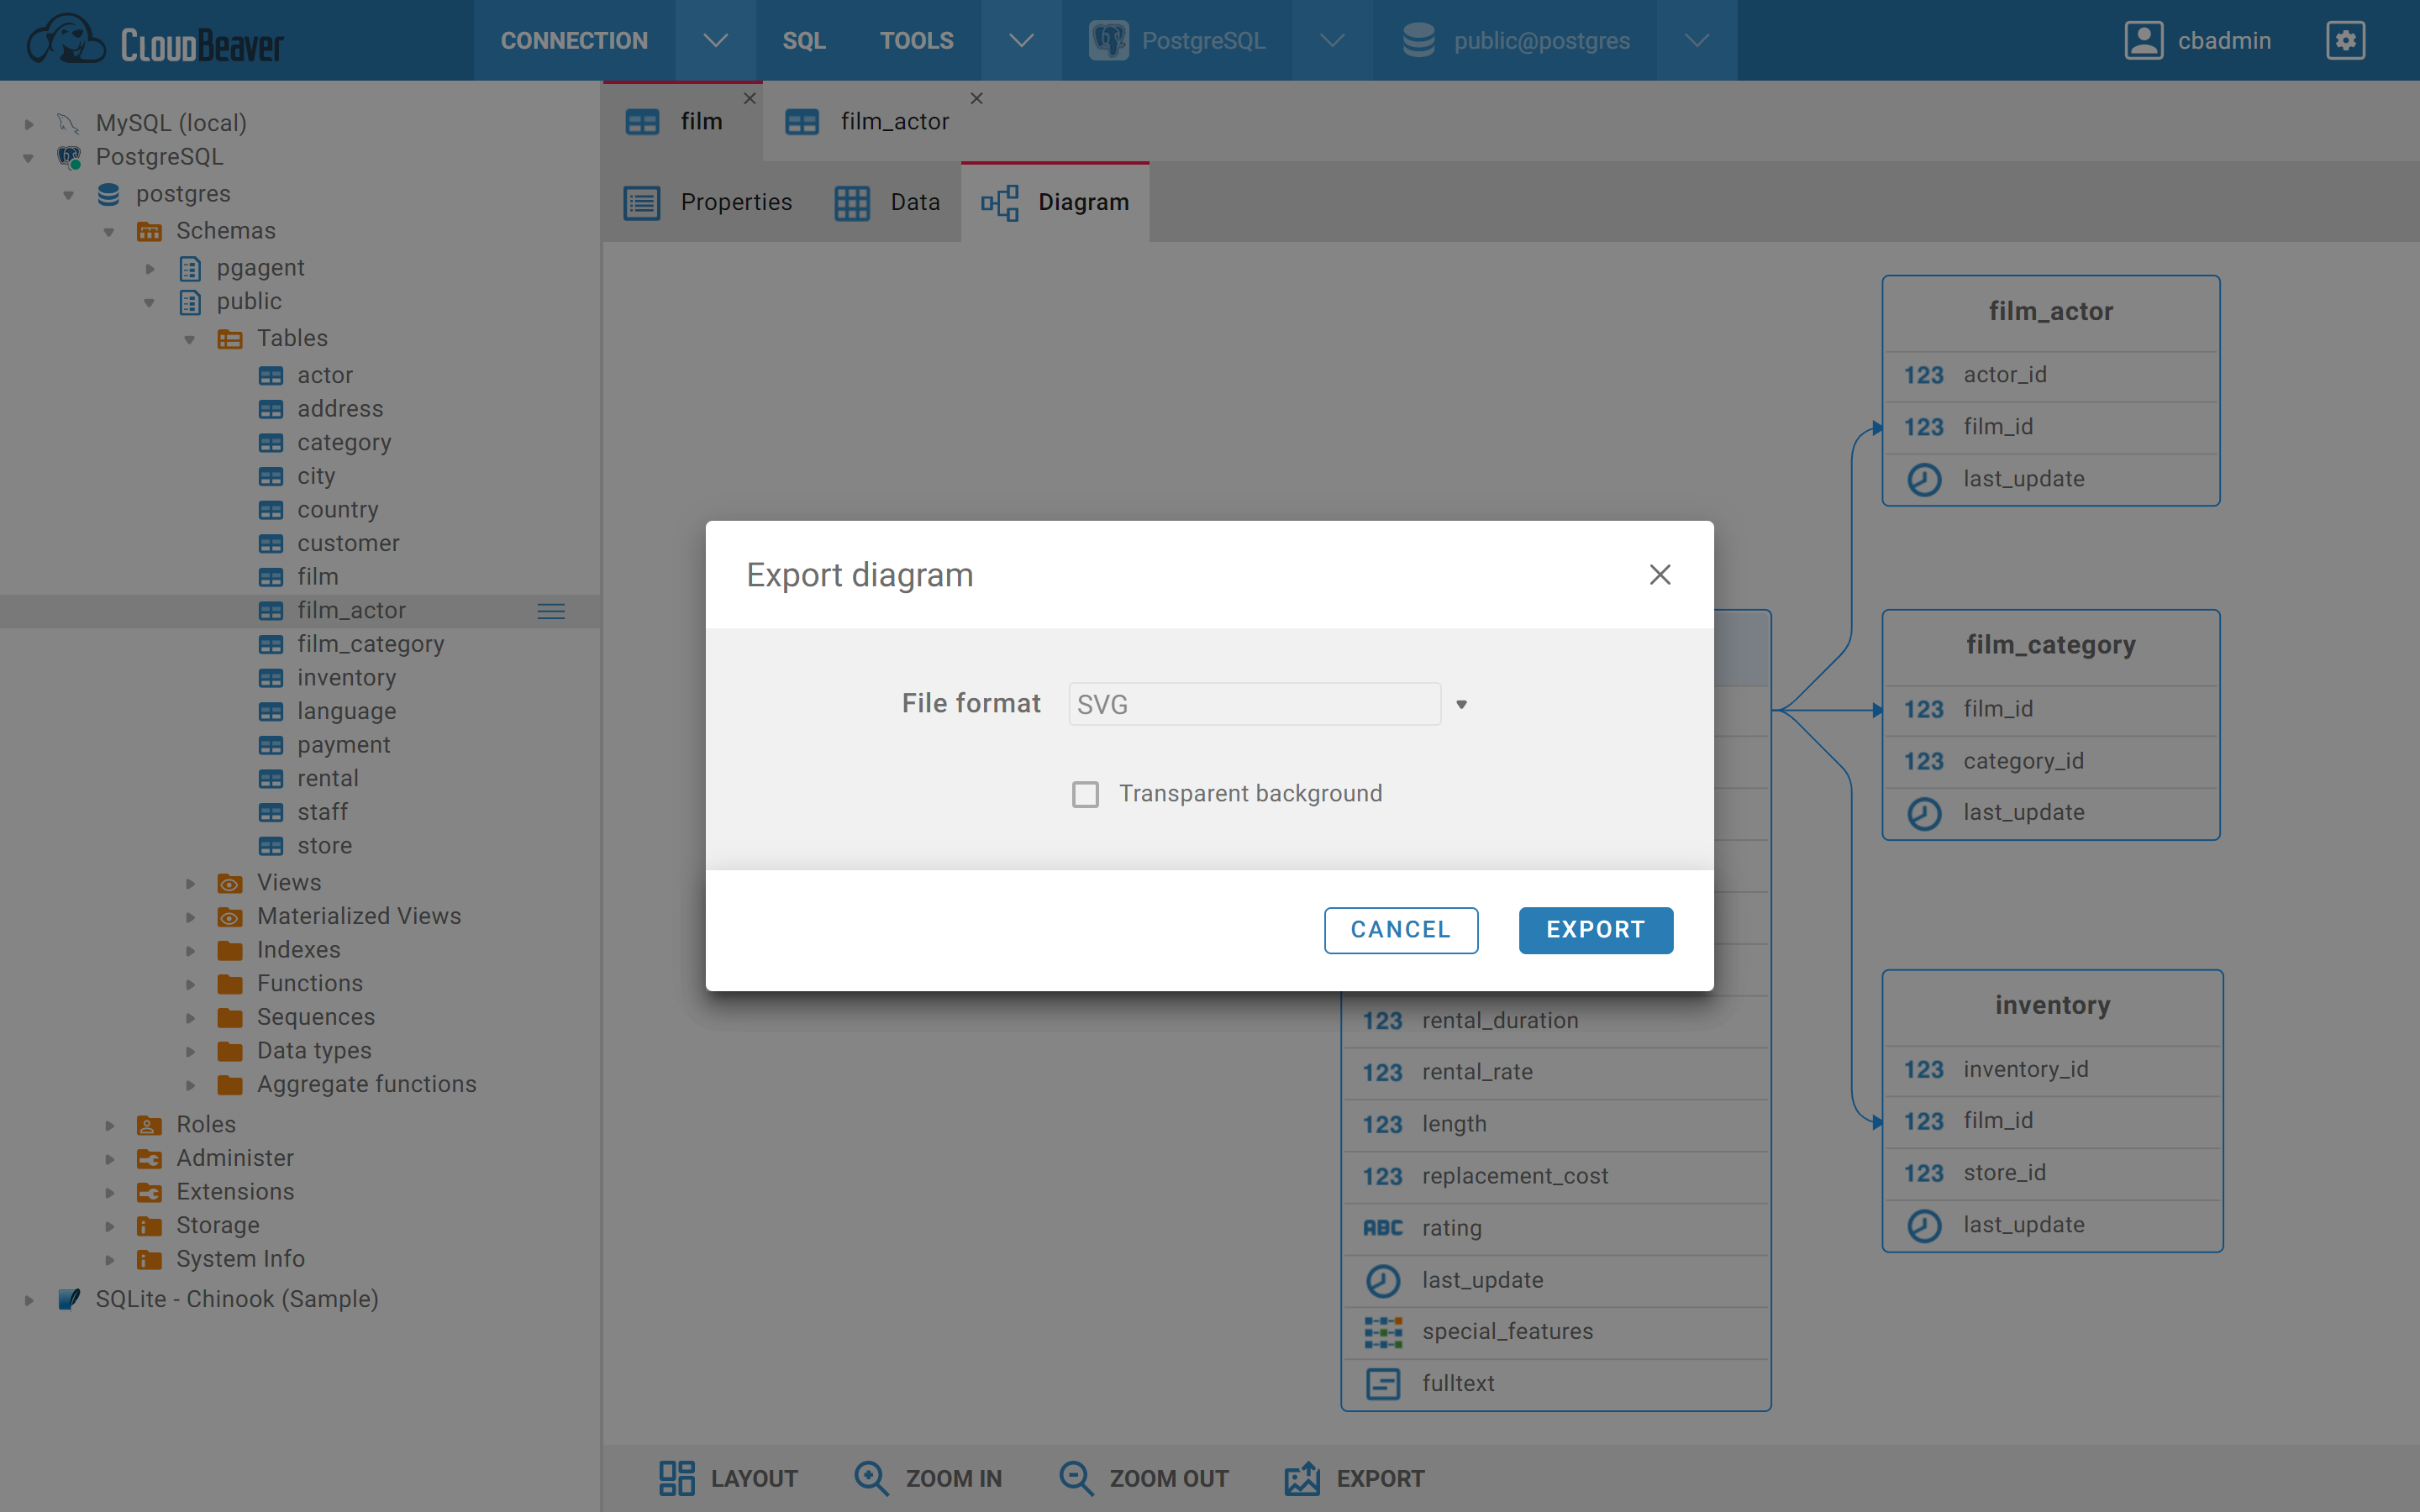 CLOUDBEAVER
CONNECTION
SQL
TOOLS
PostgreSQL
public@postgres
cbadmin
MySQL (local)
PostgreSQL
postgres
Schemas
pgagent
public
Tables
actor
address
category
city
country
customer
film
film_actor
film_category
inventory
language
payment
rental
staff
store
Views
Materialized Views
Indexes
Functions
Sequences
Data types
Aggregate functions
Roles
Administer
Extensions
Storage
System Info
SQLite - Chinook (Sample)
film
film_actor
Properties
Data
Diagram
film_actor
123 actor_id
123 film_id
last_update
film_category
123 film_id
123 category_id
last_update
inventory
123 inventory_id
123 film_id
123 store_id
last_update
Export diagram
File format
SVG
Transparent background
CANCEL
EXPORT
123 rental_duration
123 rental_rate
123 length
123 replacement_cost
ABC rating
last_update
special_features
fulltext
LAYOUT
ZOOM IN
ZOOM OUT
EXPORT